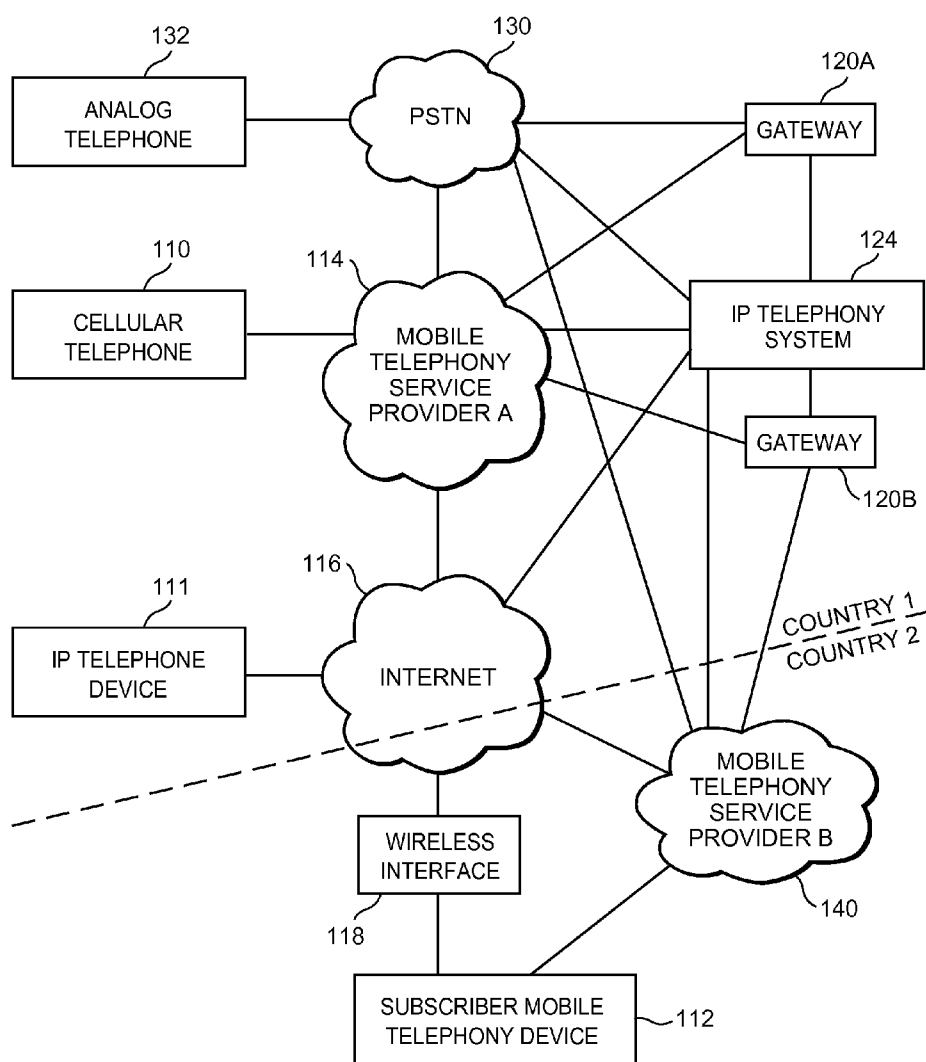 132
130
120A
ANALOG
TELEPHONE
PSTN
GATEWAY
110
114
124
CELLULAR
TELEPHONE
MOBILE
TELEPHONY
SERVICE
PROVIDER A
IP TELEPHONY
SYSTEM
GATEWAY
120B
111
116
IP TELEPHONE
DEVICE
INTERNET
COUNTRY 1
COUNTRY 2
MOBILE
TELEPHONY
SERVICE
PROVIDER B
140
WIRELESS
INTERFACE
118
SUBSCRIBER MOBILE
TELEPHONY DEVICE
112